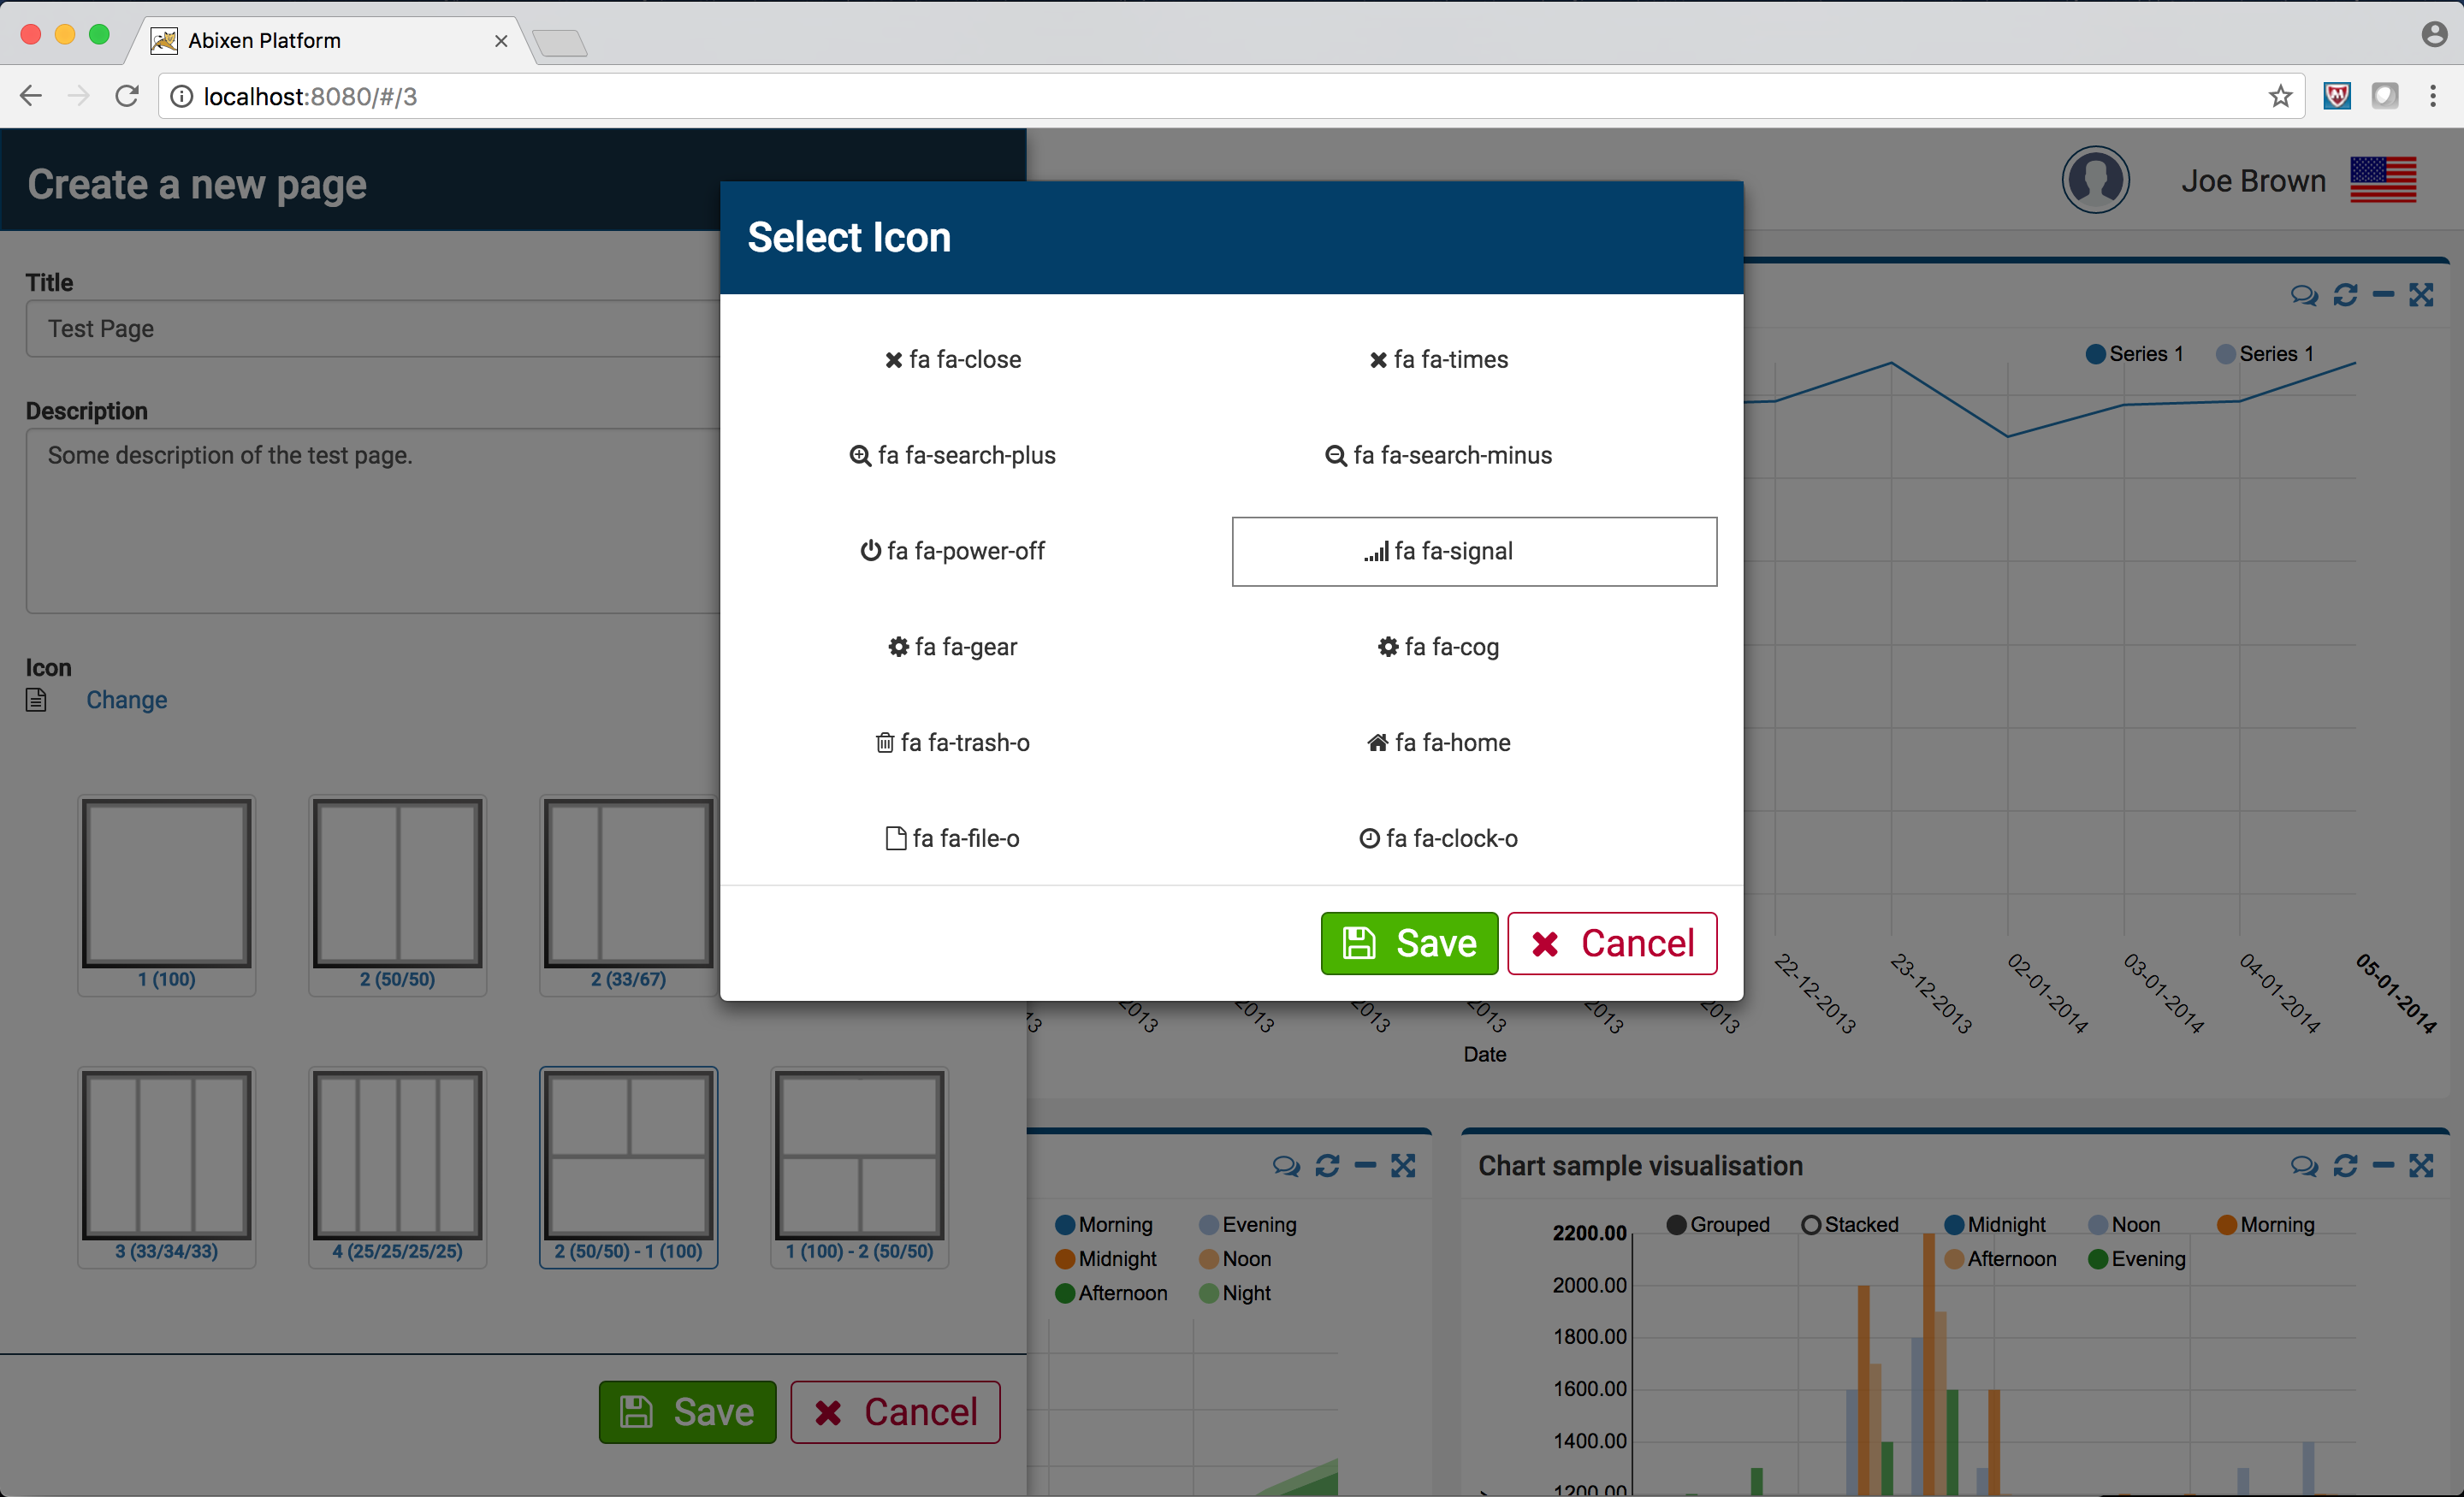 Abixen Platform
localhost:8080/#/3
Create a new page
Joe Brown
Title
Test Page
Description
Some description of the test page.
Icon
Change
1 (100)
2 (50/50)
2 (33/67)
3 (33/34/33)
4 (25/25/25/25)
2 (50/50) - 1 (100)
1 (100) - 2 (50/50)
Save
Cancel
Select Icon
fa fa-close
fa fa-times
fa fa-search-plus
fa fa-search-minus
fa fa-power-off
fa fa-signal
fa fa-gear
fa fa-cog
fa fa-trash-o
fa fa-home
fa fa-file-o
fa fa-clock-o
Save
Cancel
Series 1
Series 1
13
2013
2013
2013
2013
2013
2013
22-12-2013
23-12-2013
02-01-2014
03-01-2014
04-01-2014
05-01-2014
Date
Morning
Evening
Midnight
Noon
Afternoon
Night
Chart sample visualisation
Grouped
Stacked
Midnight
Noon
Morning
Afternoon
Evening
2200.00
2000.00
1800.00
1600.00
1400.00
1200.00